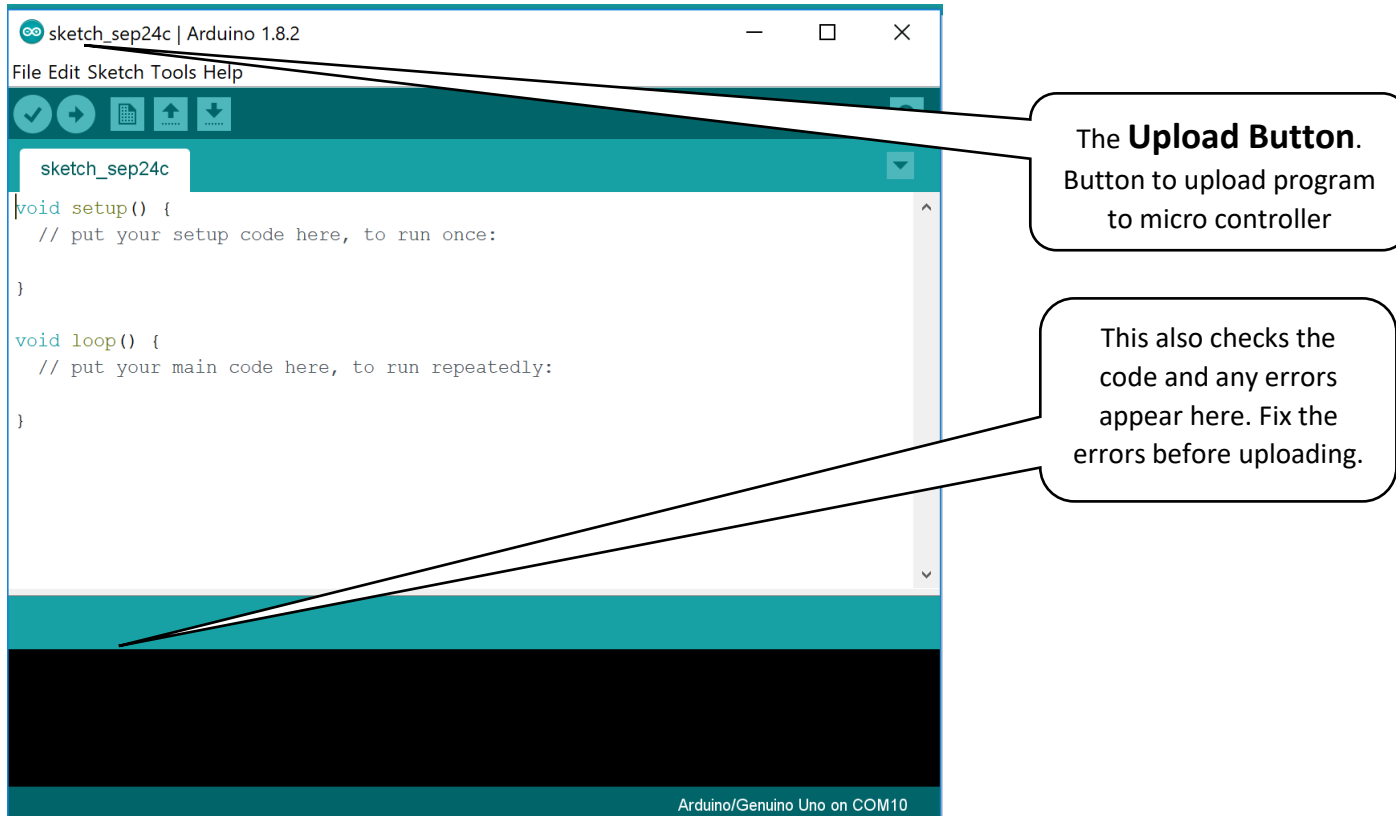 sketch_sep24c | Arduino 1.8.2
File Edit Sketch Tools Help
sketch_sep24c
void setup() {
  // put your setup code here, to run once:
}
void loop() {
  // put your main code here, to run repeatedly:
}
Arduino/Genuino Uno on COM10
The Upload Button.
Button to upload program
to micro controller
This also checks the
code and any errors
appear here. Fix the
errors before uploading.